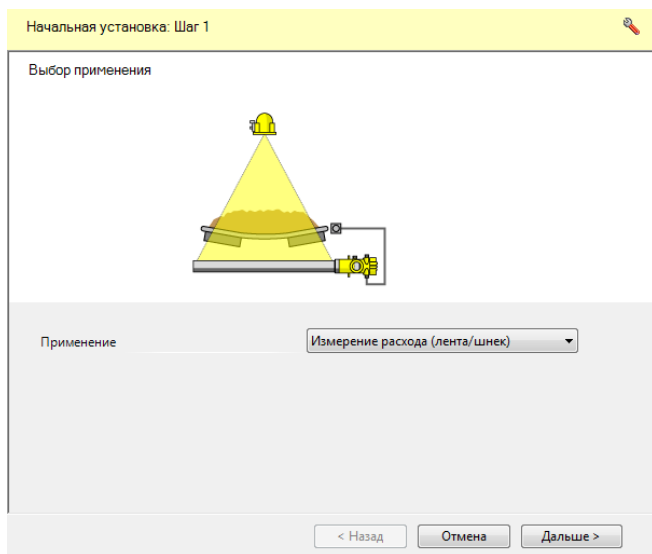 Начальная установка: Шаг 1
Выбор применения
Применение
Измерение расхода (лента/шнек)
< Назад
Отмена
Дальше >